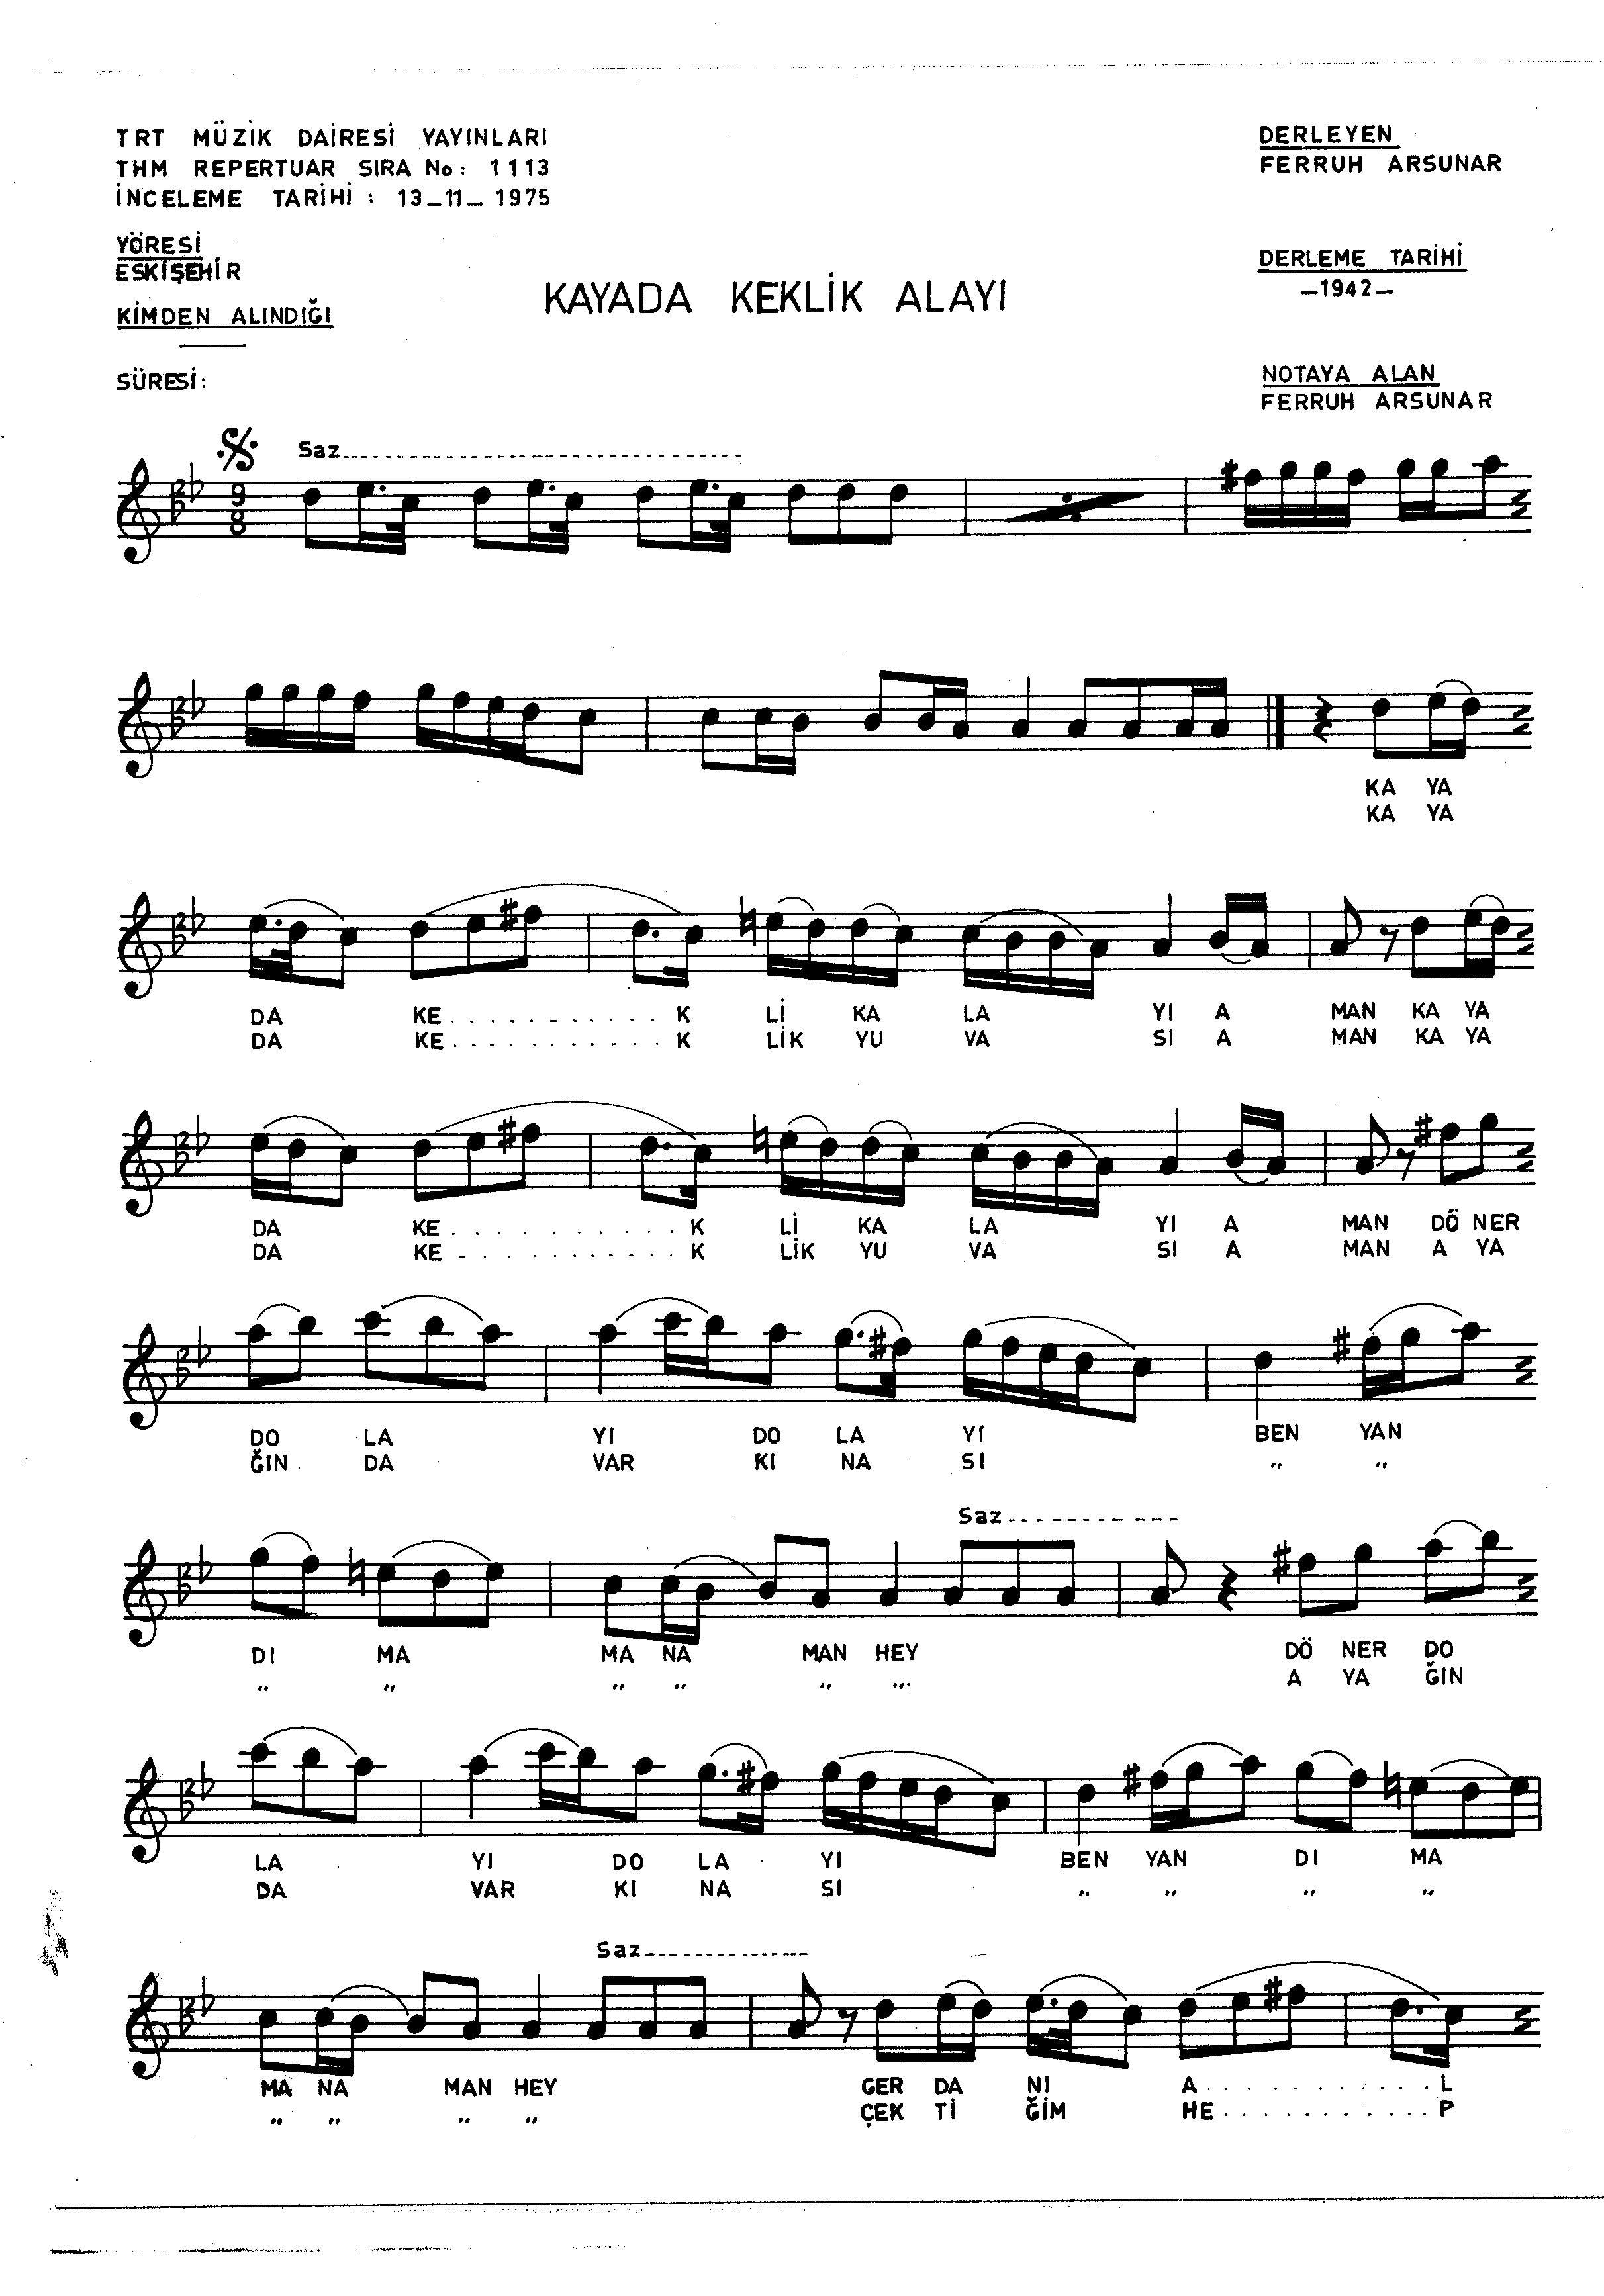 TRT MÜZİK DAİRESİ YAYINLARI
THM REPERTUAR SIRA No: 1113
İNCELEME TARİHİ : 13_11_ 1975
DERLEYEN
FERRUH ARSUNAR
YÖRESİ
ESKİŞEHİR
DERLEME TARİHİ
_1942_
KAYADA KEKLİK ALAYI
KİMDEN ALINDIĞI
SÜRESİ:
NOTAYA ALAN
FERRUH ARSUNAR
Saz
9
8
KA YA
KA YA
DA KE...........K Lİ KA LA YI A MAN KA YA
DA KE...........K LİK YU VA SI A MAN KA YA
DA KE...........K Lİ KA LA YI A MAN DÖ NER
DA KE...........K LİK YU VA SI A MAN A YA
DO LA YI DO LA YI BEN YAN
ĞIN DA VAR KI NA SI ,, ,,
Saz
DI MA MA NA MAN HEY DÖ NER DO
,, ,, ,, ,, ,, ,, A YA ĞIN
LA YI DO LA YI BEN YAN DI MA
DA VAR KI NA SI ,, ,, ,, ,,
Saz
MA NA MAN HEY GER DA NI A...........L
,, ,, ,, ,, ÇEK Tİ ĞİM HE...........P